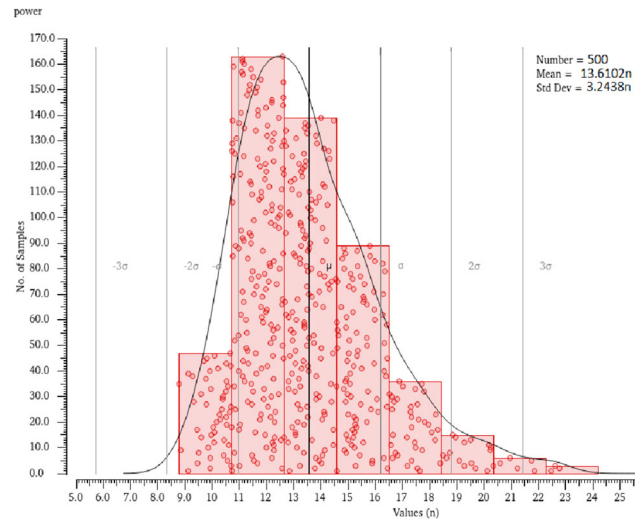 power
170.0
Number = 500
Mean = 13.6102n
Std Dev = 3.2438n
160.0
150.0
140.0
130.0
120.0
110.0
160.0
90.0
80.0
70.0
60.0
50.0
40.0
30.0
20.0
10.0
0.0
No. of Samples
-3σ -2σ -σ μ σ 2σ 3σ
5.0 6.0 7.0 8.0 9.0 10.0 11 12 13 14 15 16 17 18 19 20 21 22 23 24 25
Values (n)